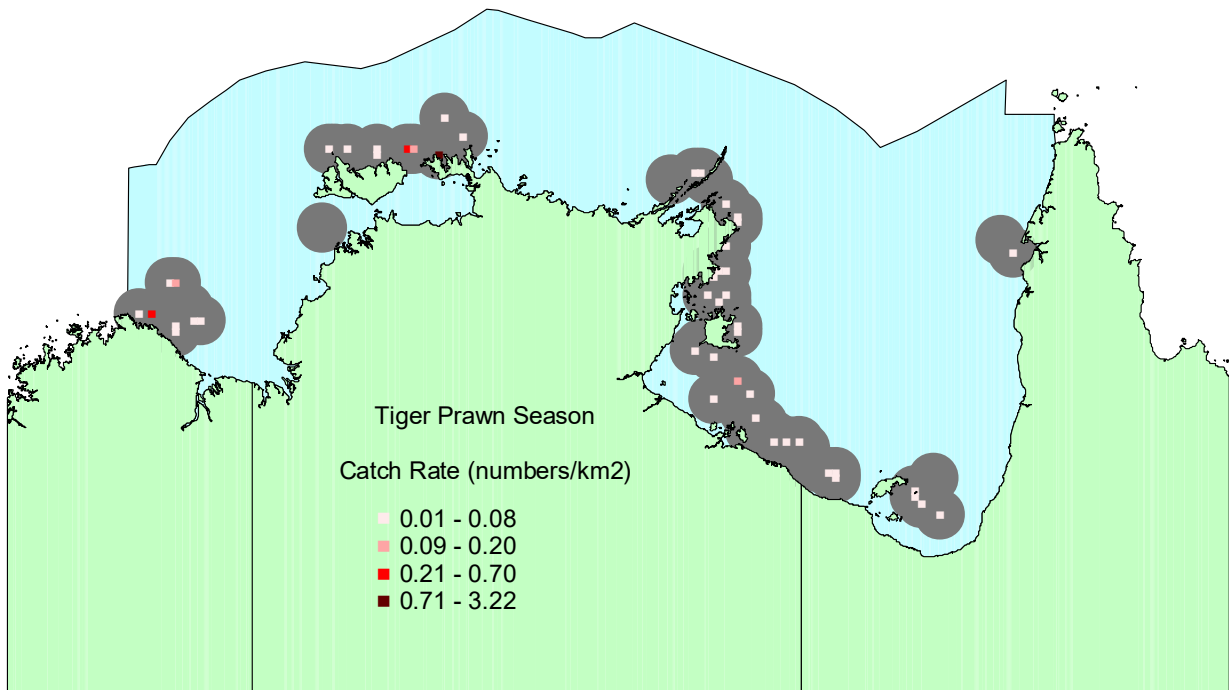 Tiger Prawn Season
Catch Rate (numbers/km2)
0.01 - 0.08
0.09 - 0.20
0.21 - 0.70
0.71 - 3.22